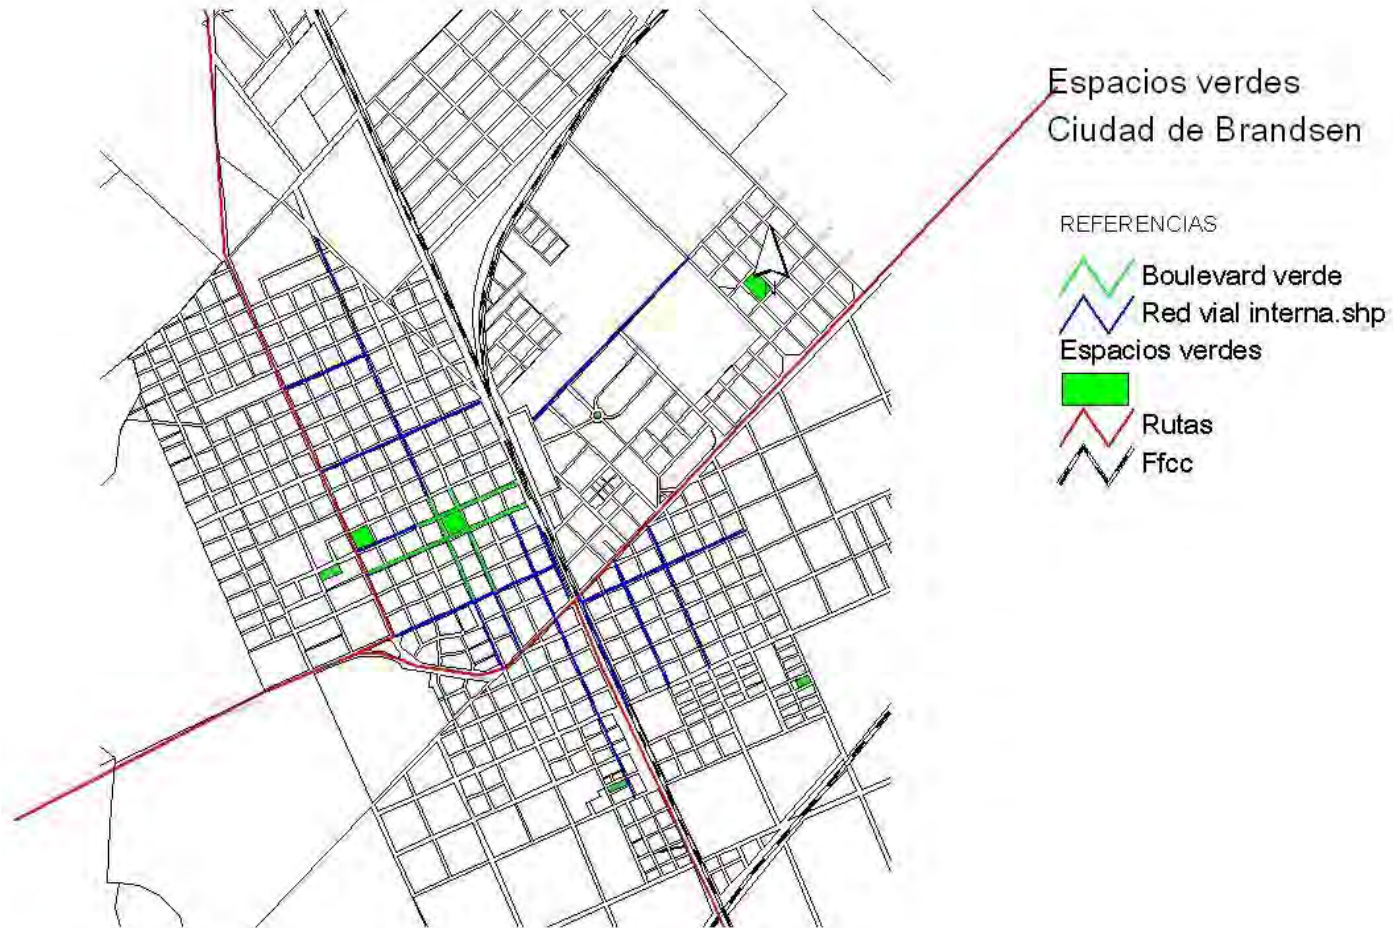 Espacios verdes
Ciudad de Brandsen
REFERENCIAS
Boulevard verde
Red vial interna.shp
Espacios verdes
Rutas
Ffcc